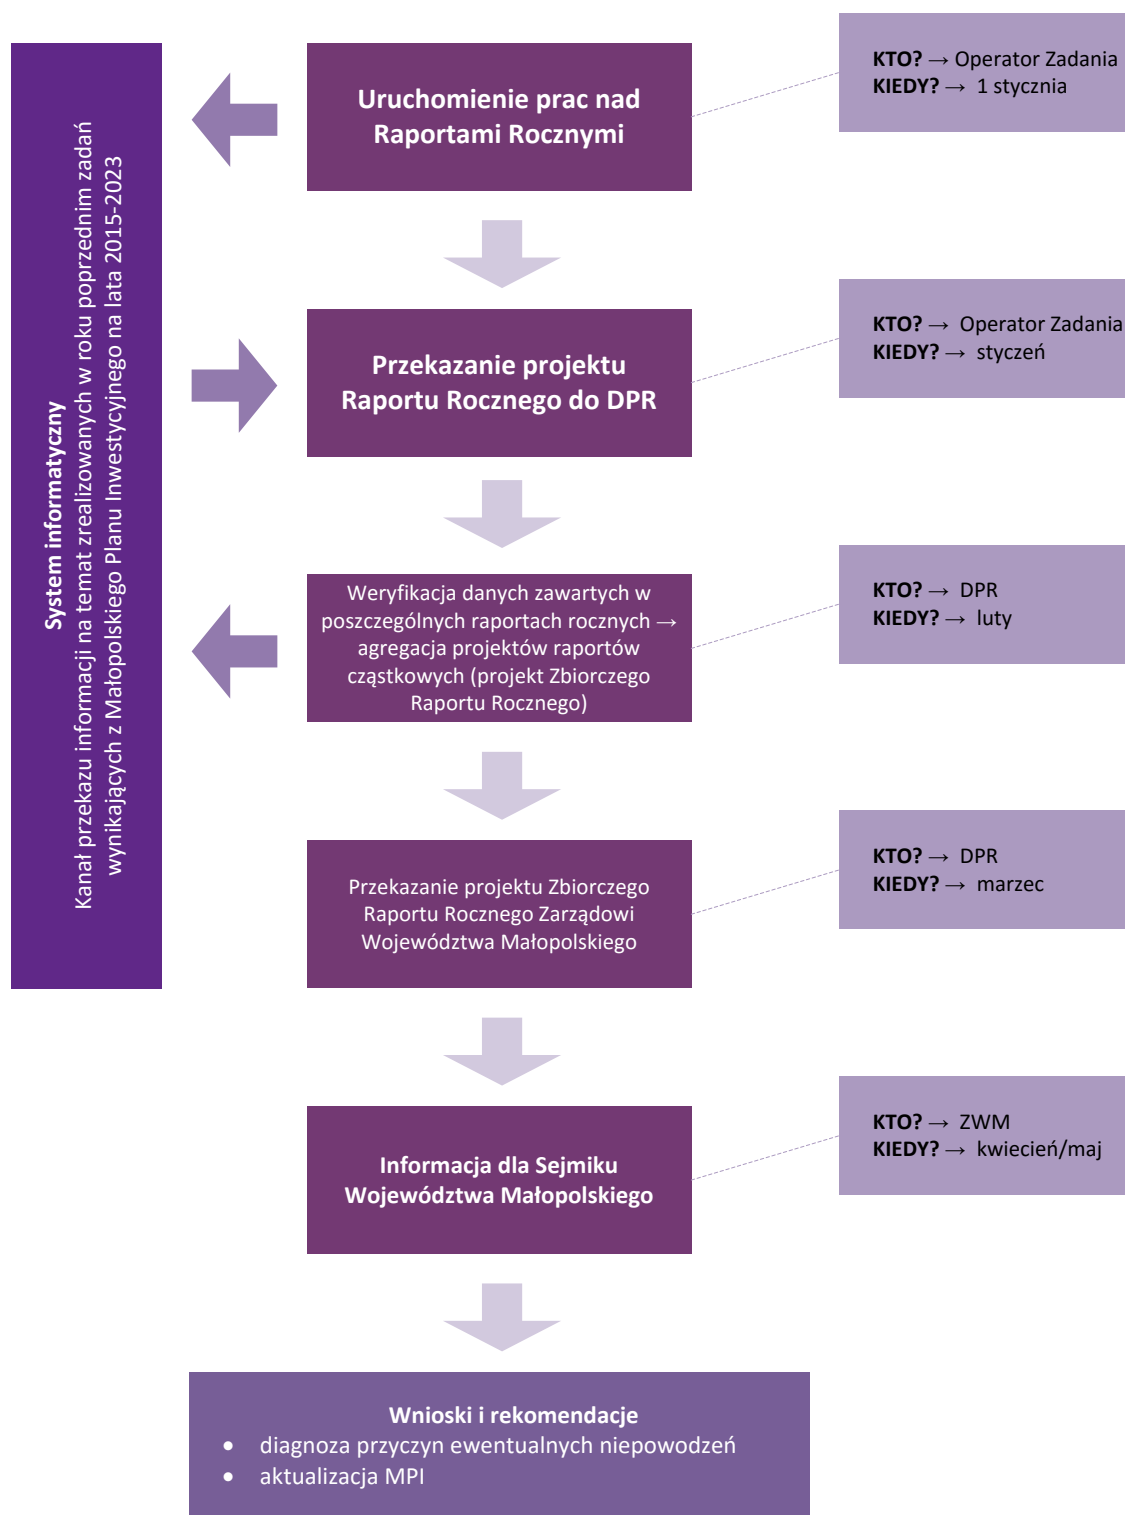 System informatyczny
Kanał przekazu informacji na temat zrealizowanych w roku poprzednim zadań
wynikających z Małopolskiego Planu Inwestycyjnego na lata 2015-2023
Uruchomienie prac nad
Raportami Rocznymi
KTO? → Operator Zadania
KIEDY? → 1 stycznia
Przekazanie projektu
Raportu Rocznego do DPR
KTO? → Operator Zadania
KIEDY? → styczeń
Weryfikacja danych zawartych w
poszczególnych raportach rocznych →
agregacja projektów raportów
cząstkowych (projekt Zbiorczego
Raportu Rocznego)
KTO? → DPR
KIEDY? → luty
Przekazanie projektu Zbiorczego
Raportu Rocznego Zarządowi
Województwa Małopolskiego
KTO? → DPR
KIEDY? → marzec
Informacja dla Sejmiku
Województwa Małopolskiego
KTO? → ZWM
KIEDY? → kwiecień/maj
Wnioski i rekomendacje
• diagnoza przyczyn ewentualnych niepowodzeń
• aktualizacja MPI